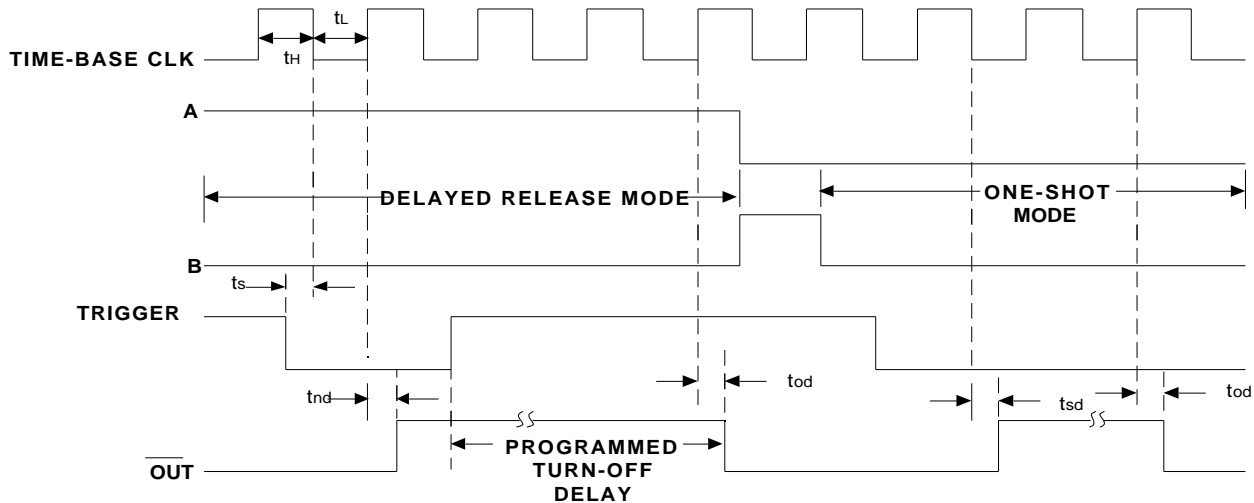 tL
TIME-BASE CLK
tH
A
DELAYED RELEASE MODE
ONE-SHOT
MODE
B
ts
TRIGGER
tnd
tod
tsd
tod
OUT
PROGRAMMED
TURN-OFF
DELAY